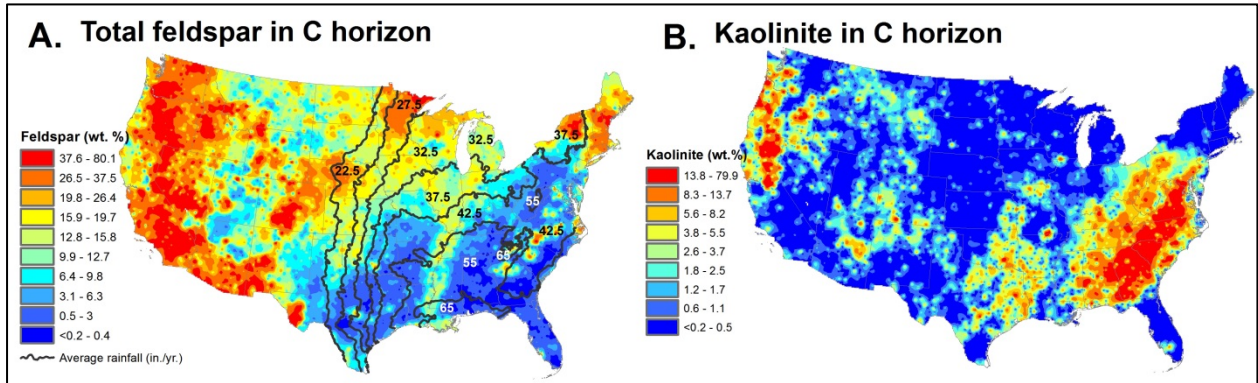 A. Total feldspar in C horizon
Feldspar (wt. %)
37.6 - 80.1
26.5 - 37.5
19.8 - 26.4
15.9 - 19.7
12.8 - 15.8
9.9 - 12.7
6.4 - 9.8
3.1 - 6.3
0.5 - 3
<0.2 - 0.4
Average rainfall (in./yr.)
27.5
32.5
32.5
37.5
22.5
37.5
42.5
55
42.5
65
55
65
B. Kaolinite in C horizon
Kaolinite (wt.%)
13.8 - 79.9
8.3 - 13.7
5.6 - 8.2
3.8 - 5.5
2.6 - 3.7
1.8 - 2.5
1.2 - 1.7
0.6 - 1.1
<0.2 - 0.5